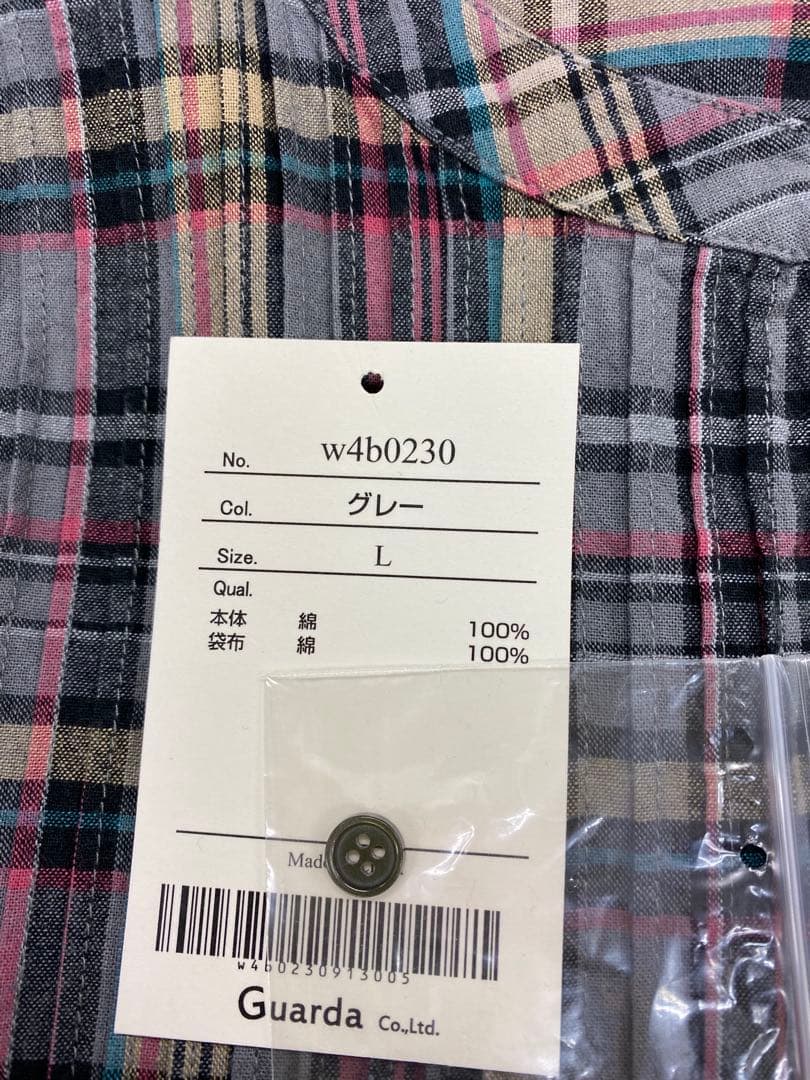 No. w4b0230
Col. グレー
Size. L
Qual.
本体 綿 100%
袋布 綿 100%
Made
w4b0230913005
Guarda Co.,Ltd.